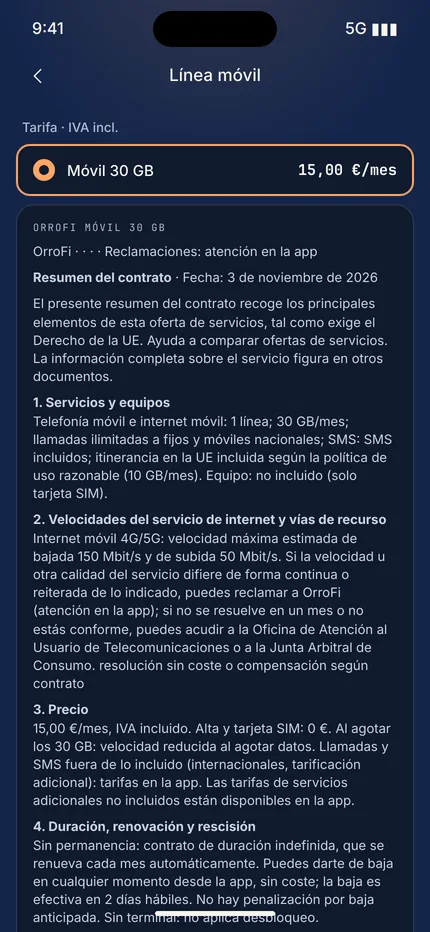 9:41
5G
Línea móvil
Tarifa · IVA incl.
Móvil 30 GB
15,00 €/mes
ORROFI MÓVIL 30 GB
OrroFi · · · · Reclamaciones: atención en la app
Resumen del contrato · Fecha: 3 de noviembre de 2026
El presente resumen del contrato recoge los principales
elementos de esta oferta de servicios, tal como exige el
Derecho de la UE. Ayuda a comparar ofertas de servicios.
La información completa sobre el servicio figura en otros
documentos.
1. Servicios y equipos
Telefonía móvil e internet móvil: 1 línea; 30 GB/mes;
llamadas ilimitadas a fijos y móviles nacionales; SMS: SMS
incluidos; itinerancia en la UE incluida según la política de
uso razonable (10 GB/mes). Equipo: no incluido (solo
tarjeta SIM).
2. Velocidades del servicio de internet y vías de recurso
Internet móvil 4G/5G: velocidad máxima estimada de
bajada 150 Mbit/s y de subida 50 Mbit/s. Si la velocidad u
otra calidad del servicio difiere de forma continua o
reiterada de lo indicado, puedes reclamar a OrroFi
(atención en la app); si no se resuelve en un mes o no
estás conforme, puedes acudir a la Oficina de Atención al
Usuario de Telecomunicaciones o a la Junta Arbitral de
Consumo. resolución sin coste o compensación según
contrato
3. Precio
15,00 €/mes, IVA incluido. Alta y tarjeta SIM: 0 €. Al agotar
los 30 GB: velocidad reducida al agotar datos. Llamadas y
SMS fuera de lo incluido (internacionales, tarificación
adicional): tarifas en la app. Las tarifas de servicios
adicionales no incluidos están disponibles en la app.
4. Duración, renovación y rescisión
Sin permanencia: contrato de duración indefinida, que se
renueva cada mes automáticamente. Puedes darte de baja
en cualquier momento desde la app, sin coste; la baja es
efectiva en 2 días hábiles. No hay penalización por baja
anticipada. Sin terminal: no aplica desbloqueo.